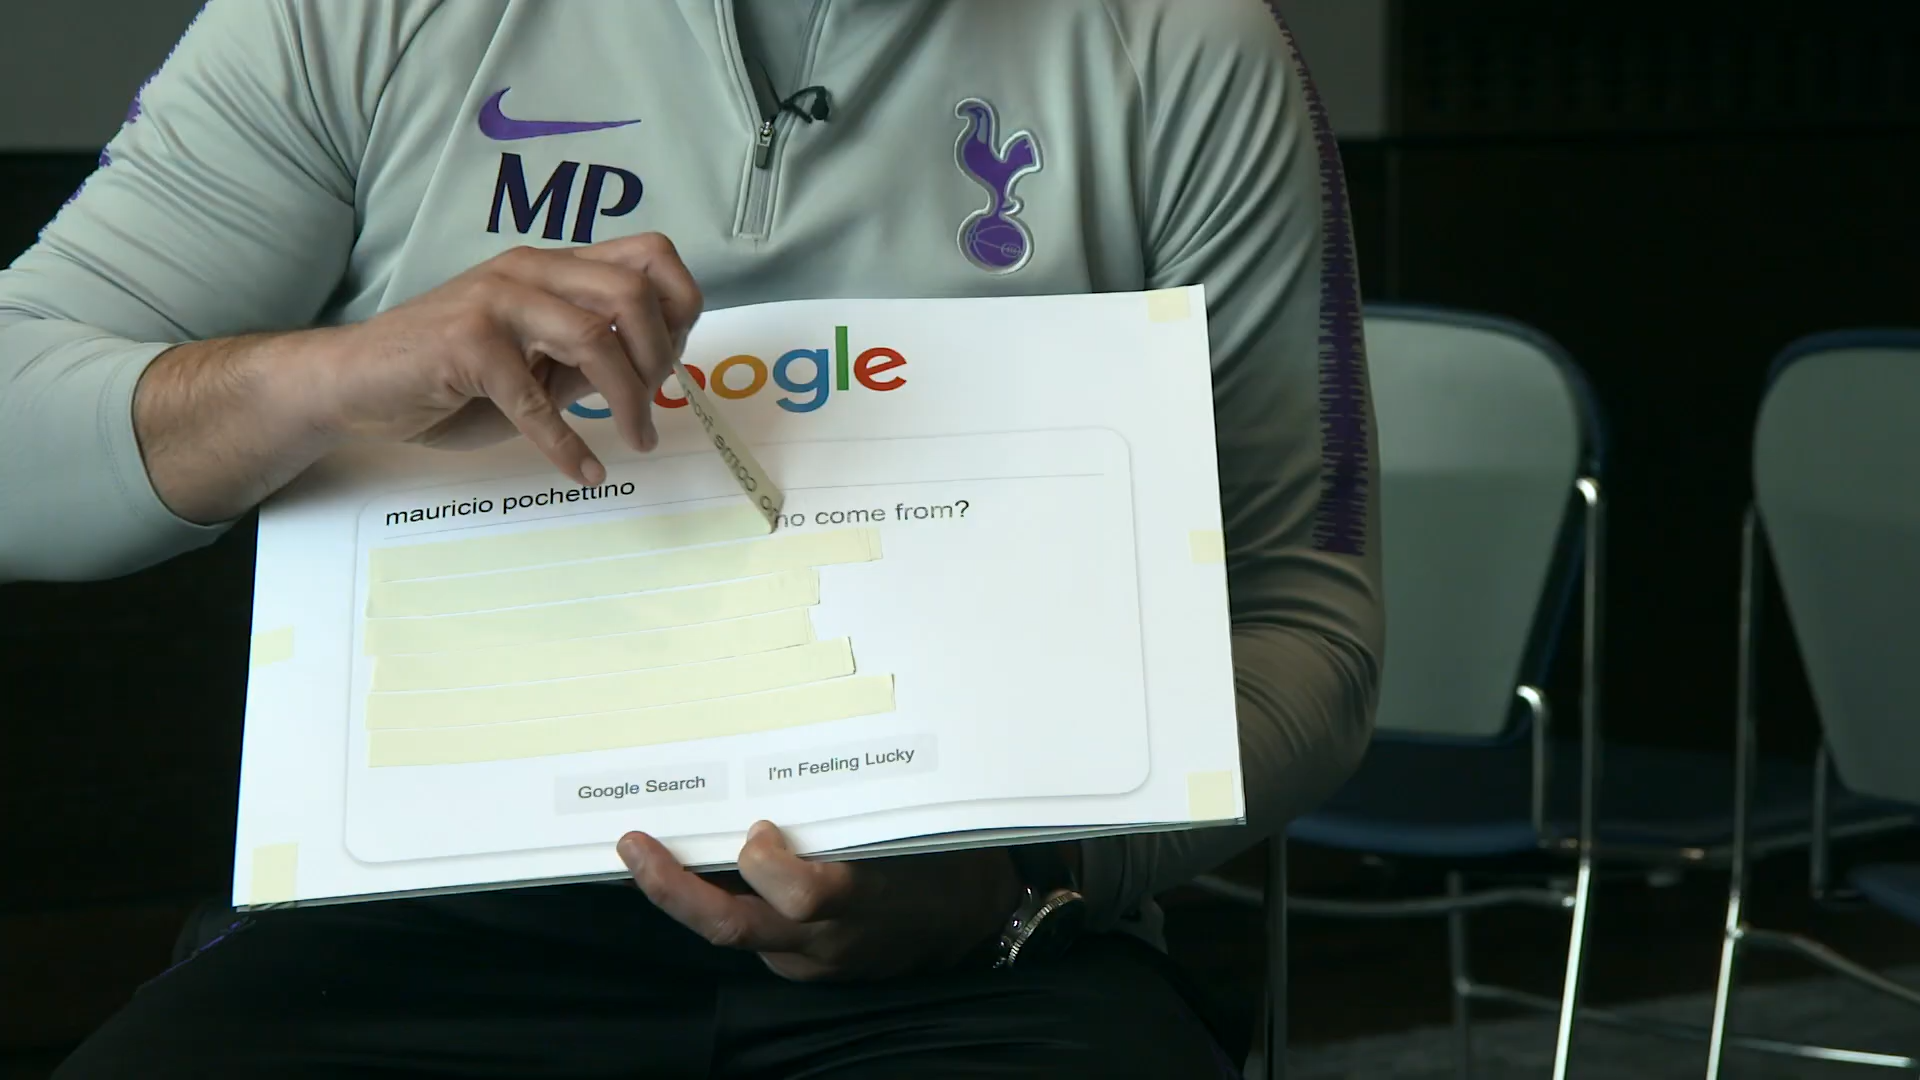 MP
Google
mauricio pochettino
no come from?
Google Search
I'm Feeling Lucky